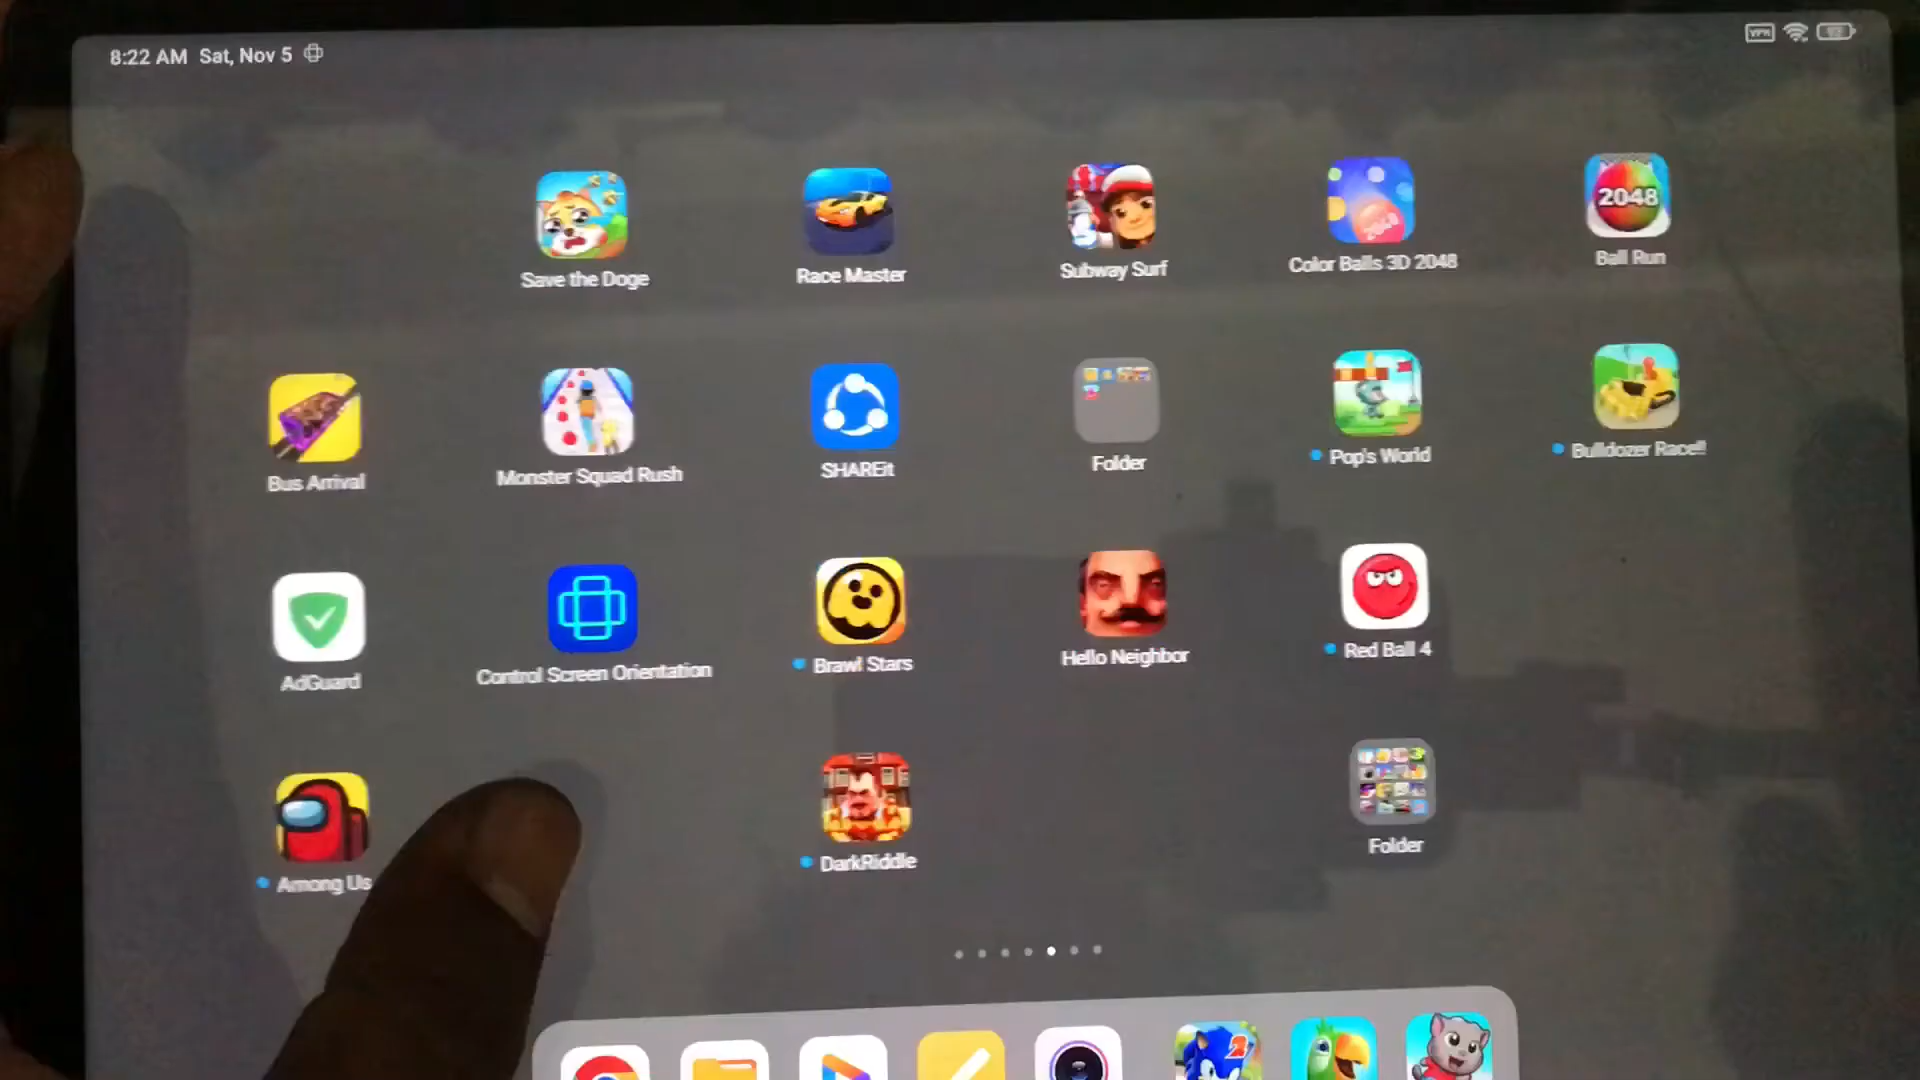 8:22 AM Sat, Nov 5
VPN
Save the Doge
Race Master
Subway Surf
Color Balls 3D 2048
2048
Ball Run
Bus Arrival
Monster Squad Rush
SHAREit
Folder
Pop's World
Bulldozer Race!!
AdGuard
Control Screen Orientation
Brawl Stars
Hello Neighbor
Red Ball 4
Among Us
DarkRiddle
Folder
2